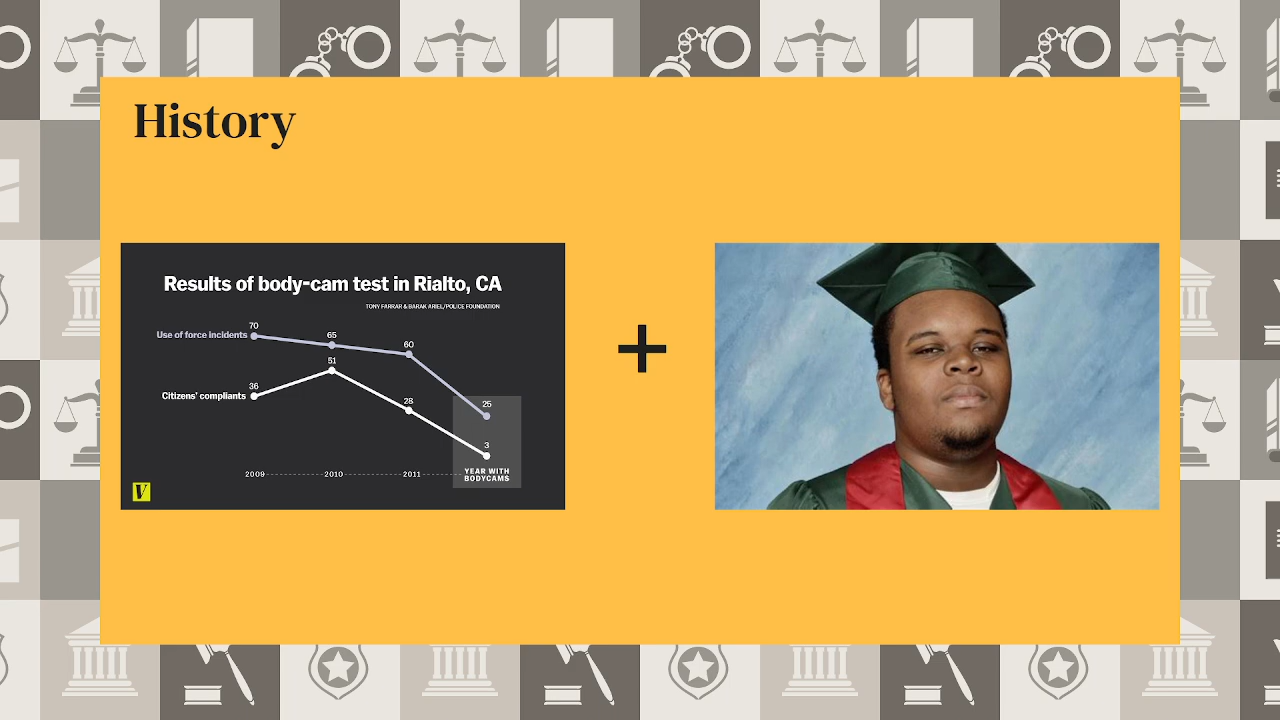 History
Results of body-cam test in Rialto, CA
TONY FARRAR & BARAK ARIEL/POLICE FOUNDATION
Use of force incidents
70
65
60
25
Citizens' compliants
36
51
28
3
2009
2010
2011
YEAR WITH
BODYCAMS
V
+